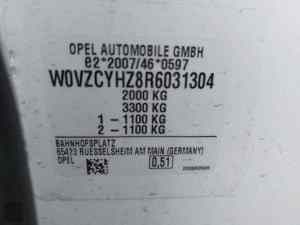 OPEL AUTOMOBILE GMBH
e2*2007/46*0597
W0VZCYHZ8R6031304
2000 KG
3300 KG
1 - 1100 KG
2 - 1100 KG
BAHNHOFSPLATZ
65423 RUESSELSHEIM AM MAIN (GERMANY)
OPEL 0,51